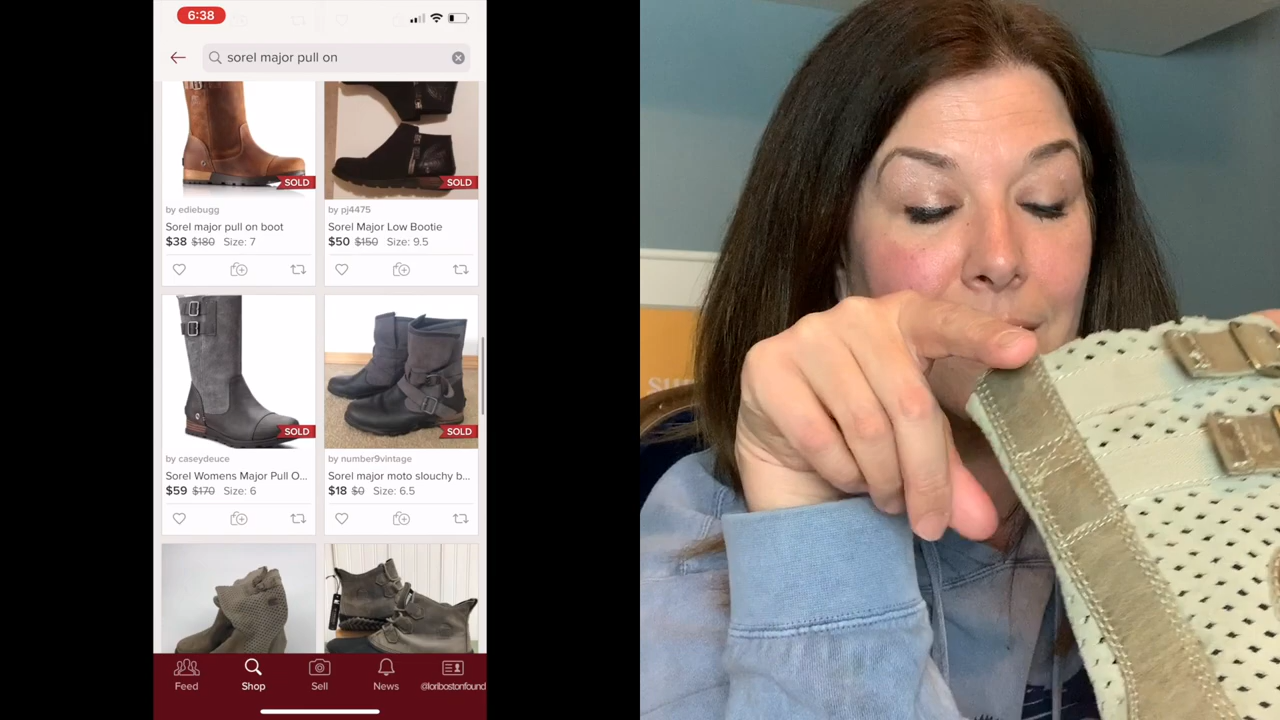 6:38
sorel major pull on
SOLD
SOLD
by ediebugg
by pj4475
Sorel major pull on boot
Sorel Major Low Bootie
$38 $180 Size: 7
$50 $150 Size: 9.5
SOLD
SOLD
by caseydeuce
by number9vintage
Sorel Womens Major Pull O...
Sorel major moto slouchy b...
$59 $170 Size: 6
$18 $0 Size: 6.5
Feed
Shop
Sell
News
@loribostonfound